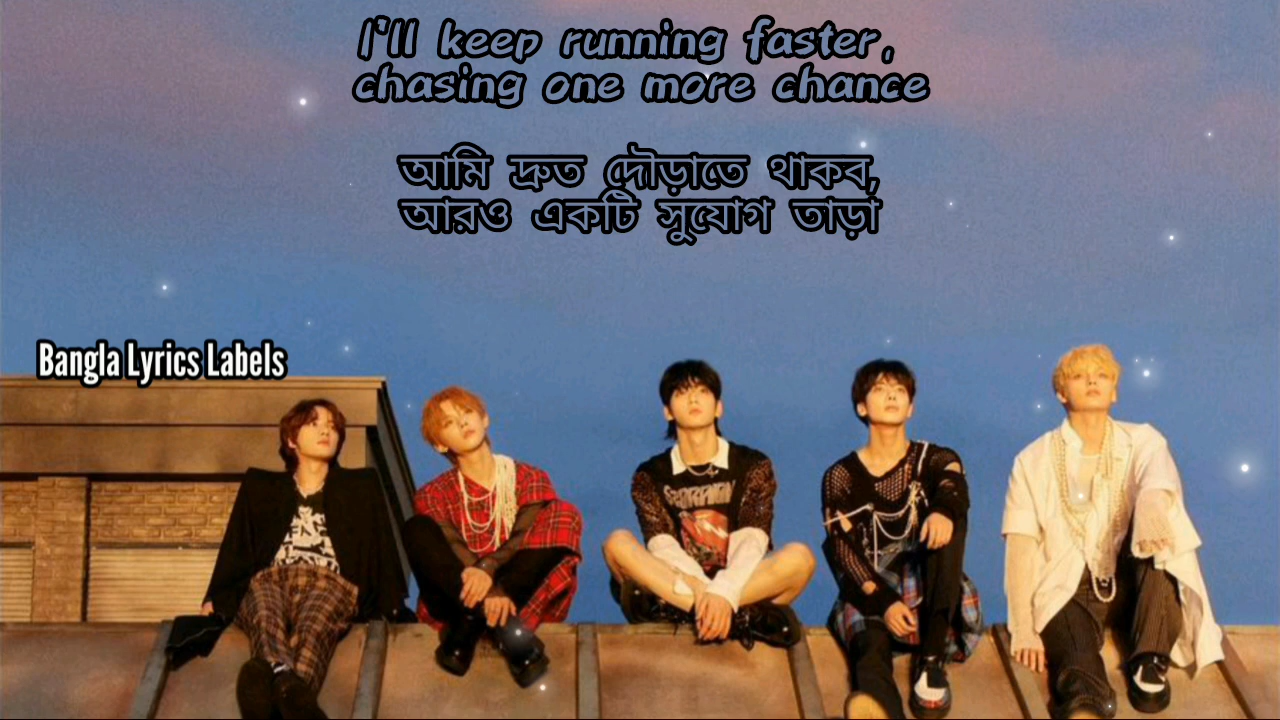 I'll keep running faster,
chasing one more chance
আমি দ্রুত দৌড়াতে থাকব,
আরও একটি সুযোগ তাড়া
Bangla Lyrics Labels